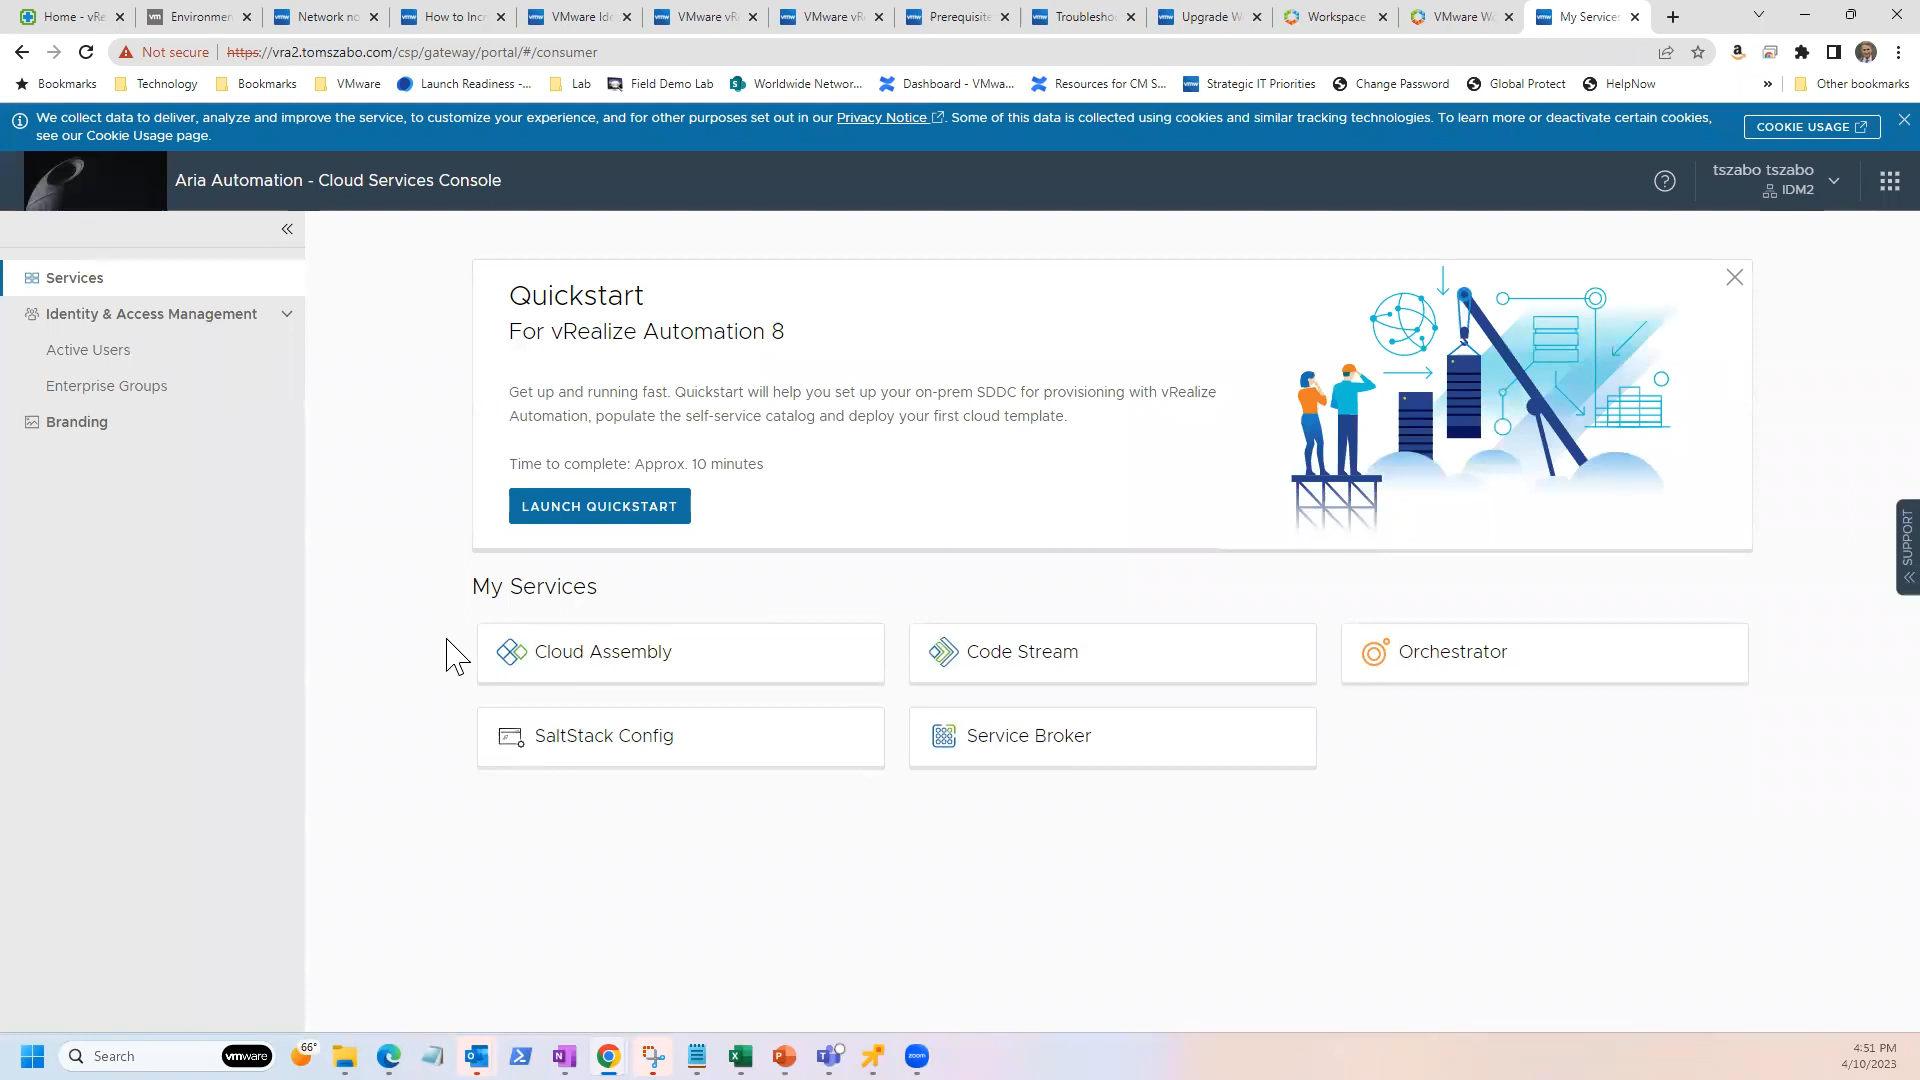 Home - vRe
Environmen
Network no
How to Incr
VMware Ide
VMware vRe
VMware vRe
Prerequisite
Troublesho
Upgrade W
Workspace
VMware Wo
My Services
Not secure
https://vra2.tomszabo.com/csp/gateway/portal/#/consumer
Bookmarks
Technology
Bookmarks
VMware
Launch Readiness -...
Lab
Field Demo Lab
Worldwide Networ...
Dashboard - VMwa...
Resources for CM S...
Strategic IT Priorities
Change Password
Global Protect
HelpNow
»
Other bookmarks
We collect data to deliver, analyze and improve the service, to customize your experience, and for other purposes set out in our Privacy Notice. Some of this data is collected using cookies and similar tracking technologies. To learn more or deactivate certain cookies,
see our Cookie Usage page.
COOKIE USAGE
Aria Automation - Cloud Services Console
tszabo tszabo
IDM2
Services
Identity & Access Management
Active Users
Enterprise Groups
Branding
Quickstart
For vRealize Automation 8
Get up and running fast. Quickstart will help you set up your on-prem SDDC for provisioning with vRealize
Automation, populate the self-service catalog and deploy your first cloud template.
Time to complete: Approx. 10 minutes
LAUNCH QUICKSTART
SUPPORT
My Services
Cloud Assembly
Code Stream
Orchestrator
SaltStack Config
Service Broker
Search
vmware
66°
zoom
4:51 PM
4/10/2023